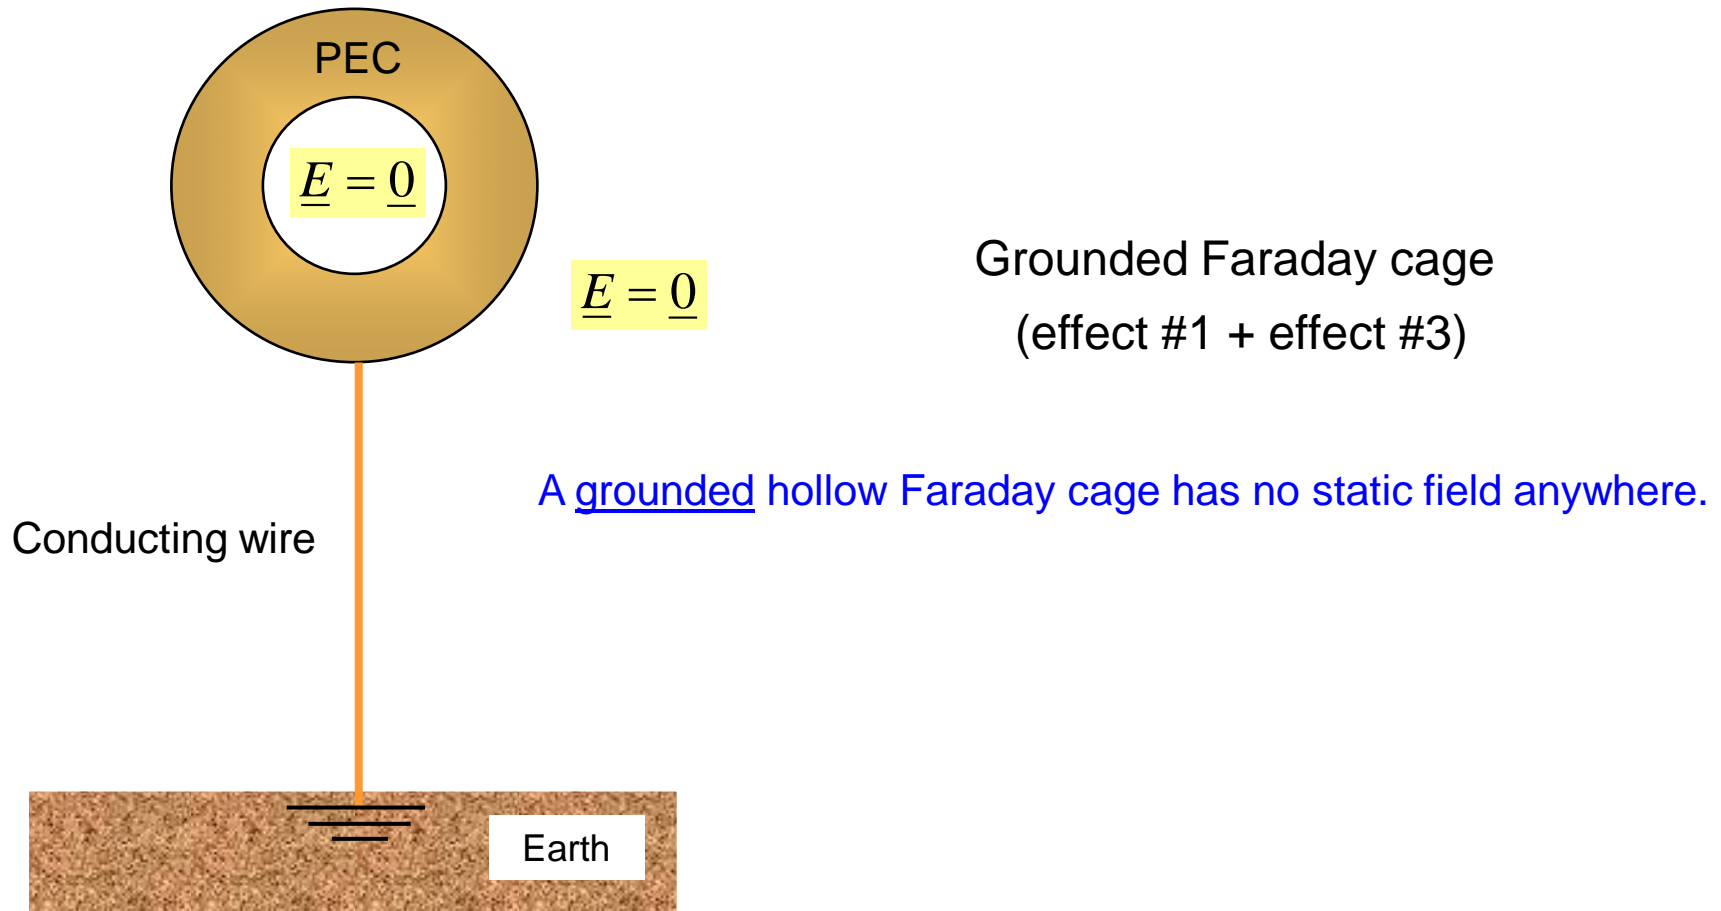 PEC
E = 0
E = 0
Grounded Faraday cage
(effect #1 + effect #3)
A grounded hollow Faraday cage has no static field anywhere.
Conducting wire
Earth